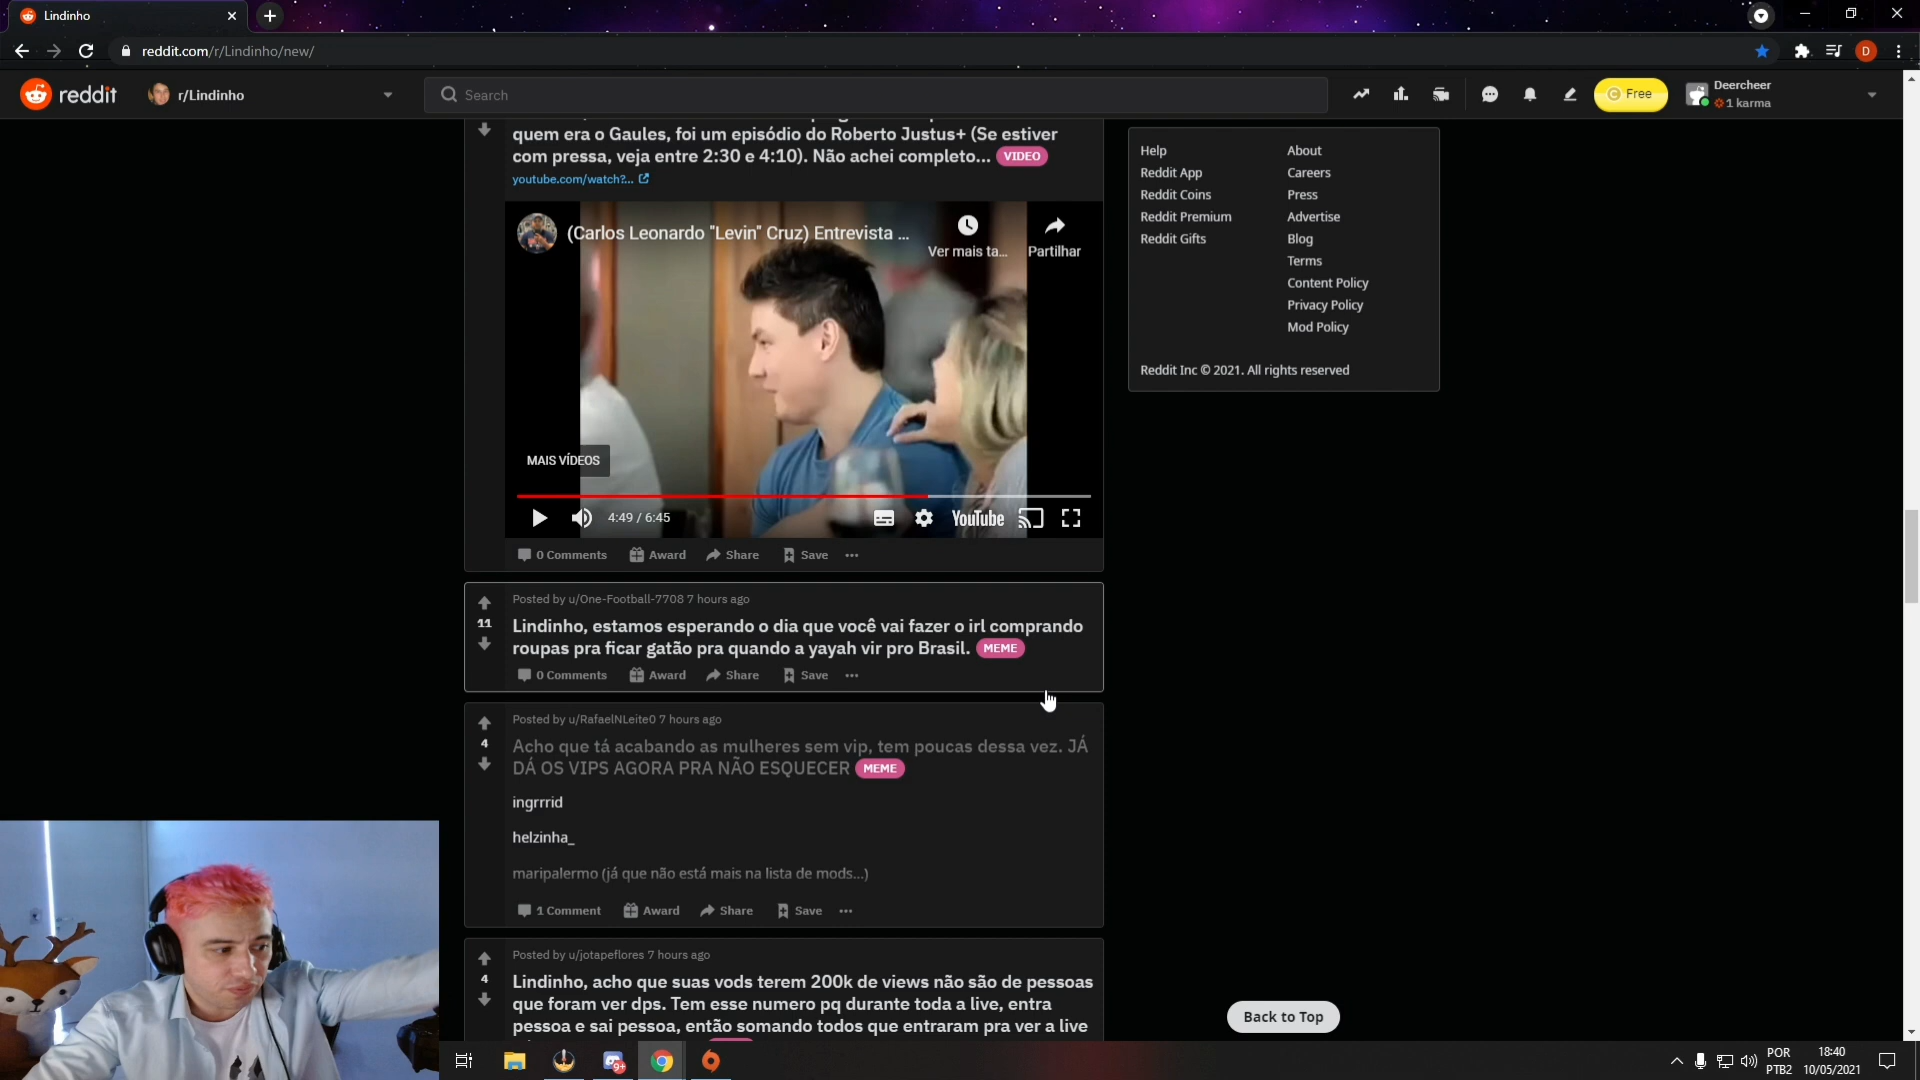 Lindinho
reddit.com/r/Lindinho/new/
D
reddit
r/Lindinho
Search
Free
Deercheer
1 karma
quem era o Gaules, foi um episódio do Roberto Justus+ (Se estiver
com pressa, veja entre 2:30 e 4:10). Não achei completo... VIDEO
youtube.com/watch?...
(Carlos Leonardo "Levin" Cruz) Entrevista ...
Ver mais ta...
Partilhar
MAIS VÍDEOS
4:49 / 6:45
YouTube
0 Comments Award Share Save
Posted by u/One-Football-7708 7 hours ago
11
Lindinho, estamos esperando o dia que você vai fazer o irl comprando
roupas pra ficar gatão pra quando a yayah vir pro Brasil. MEME
0 Comments Award Share Save
Posted by u/RafaelNLeite0 7 hours ago
4
Acho que tá acabando as mulheres sem vip, tem poucas dessa vez. JÁ
DÁ OS VIPS AGORA PRA NÃO ESQUECER MEME
ingrrrid
helzinha_
maripalermo (já que não está mais na lista de mods...)
1 Comment Award Share Save
Posted by u/jotapeflores 7 hours ago
4
Lindinho, acho que suas vods terem 200k de views não são de pessoas
que foram ver dps. Tem esse numero pq durante toda a live, entra
pessoa e sai pessoa, então somando todos que entraram pra ver a live
Help
Reddit App
Reddit Coins
Reddit Premium
Reddit Gifts
About
Careers
Press
Advertise
Blog
Terms
Content Policy
Privacy Policy
Mod Policy
Reddit Inc © 2021. All rights reserved
Back to Top
9+
POR
PTB2
18:40
10/05/2021